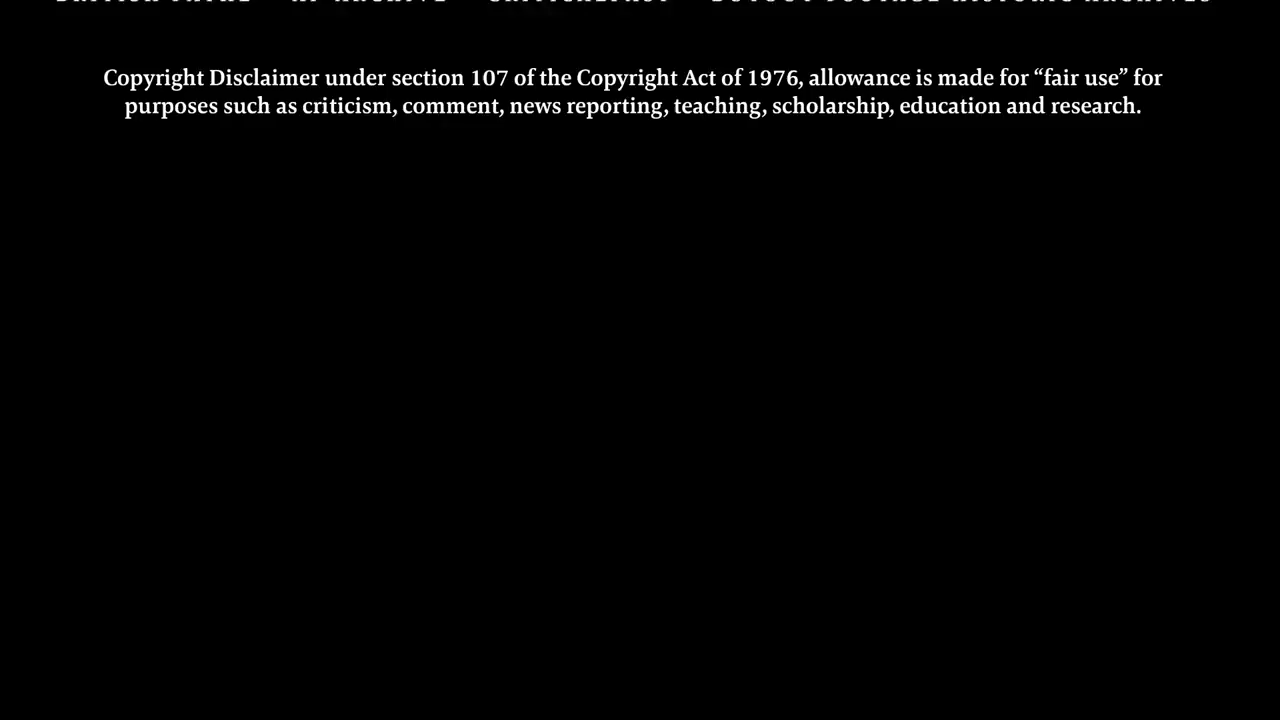 Copyright Disclaimer under section 107 of the Copyright Act of 1976, allowance is made for “fair use” for
purposes such as criticism, comment, news reporting, teaching, scholarship, education and research.